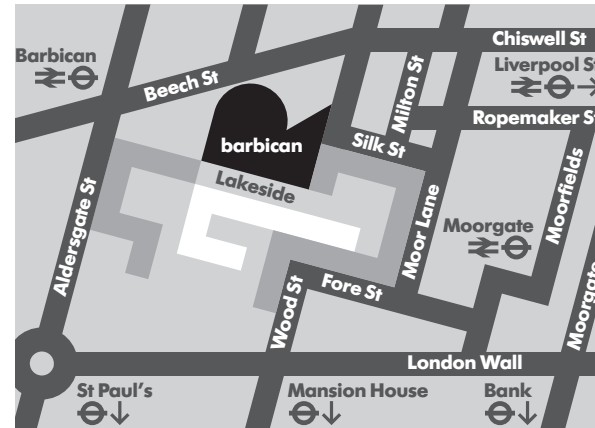 Chiswell St
Barbican
Liverpool St
Beech St
Milton St
Ropemaker St
barbican
Silk St
Lakeside
Moorfields
Moor Lane
Moorgate
Aldersgate St
Fore St
Wood St
Moorgate
London Wall
St Paul's
Mansion House
Bank